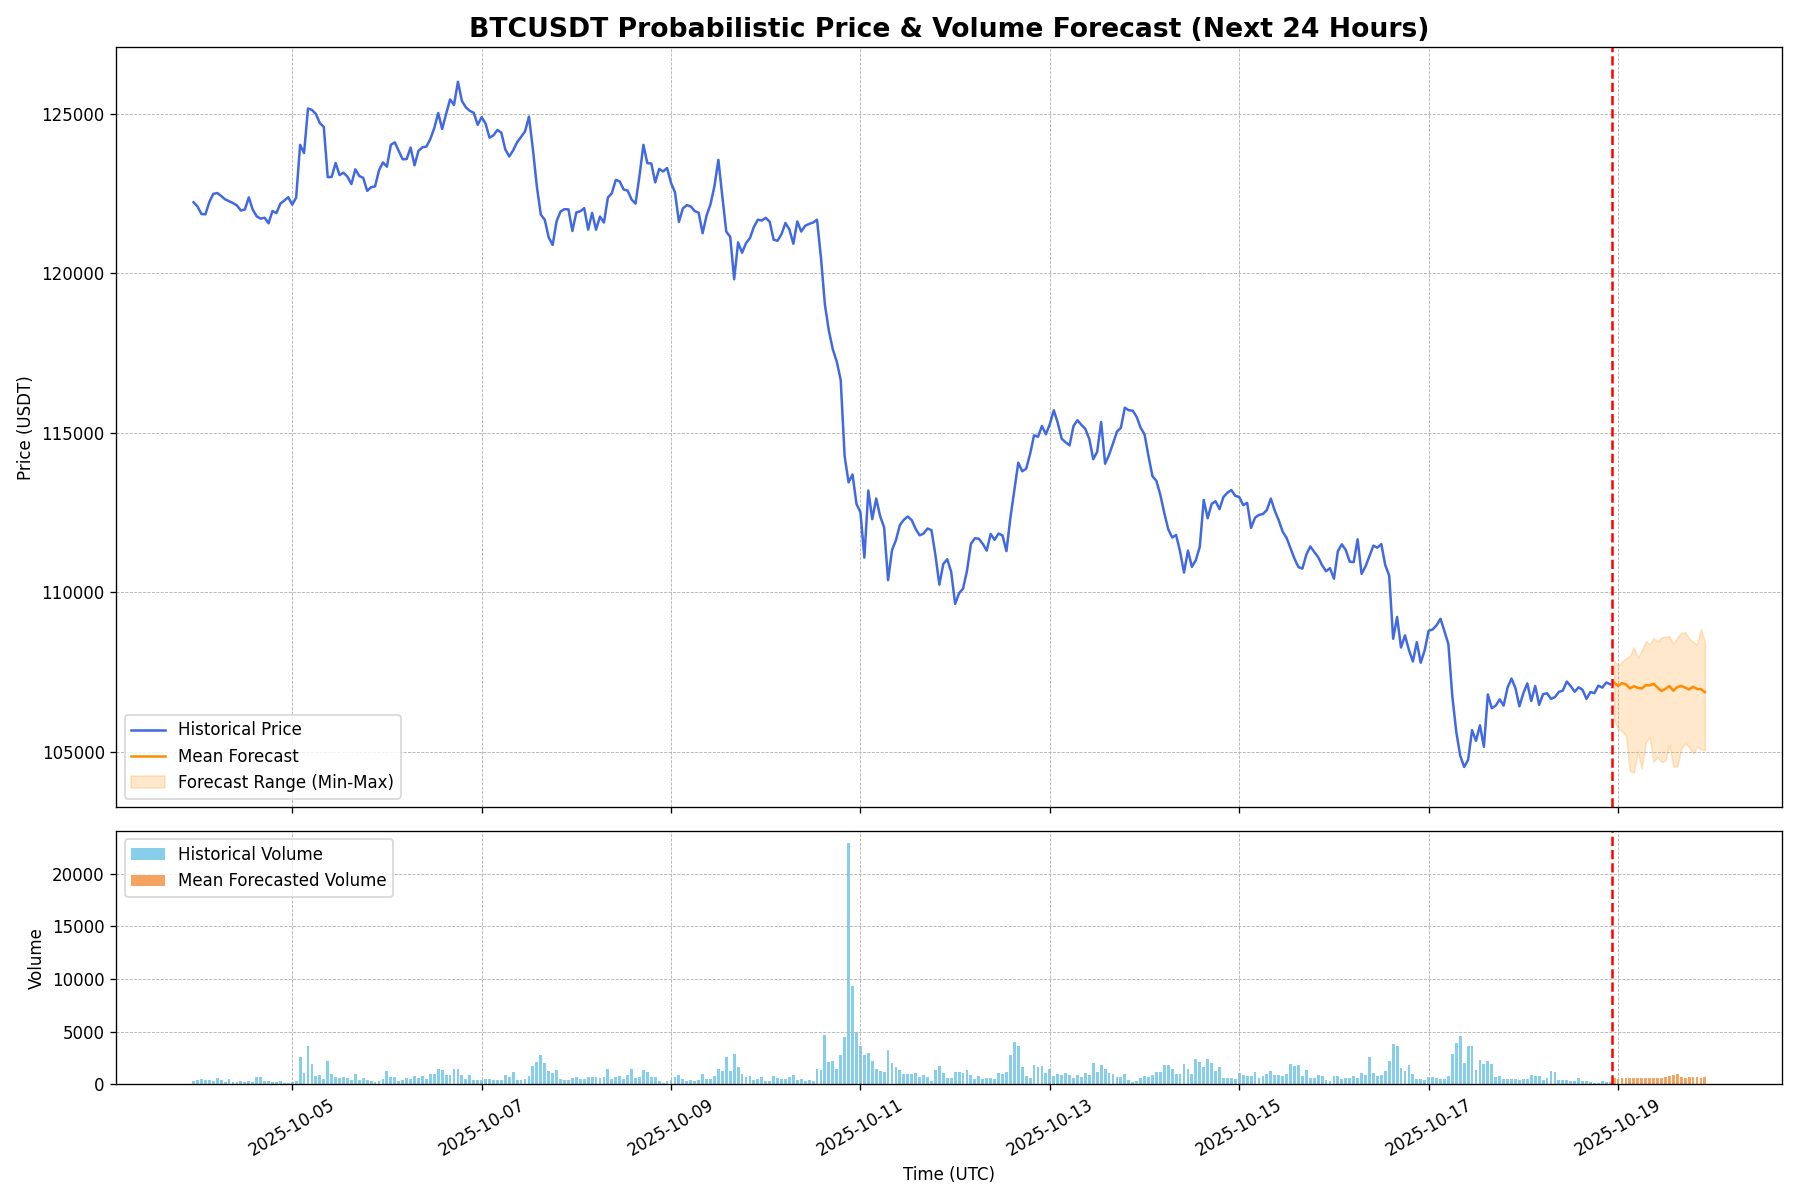 BTCUSDT Probabilistic Price & Volume Forecast (Next 24 Hours)
125000
120000
115000
110000
105000
Price (USDT)
Historical Price
Mean Forecast
Forecast Range (Min-Max)
Historical Volume
Mean Forecasted Volume
20000
15000
10000
5000
0
Volume
2025-10-05
2025-10-07
2025-10-09
2025-10-11
2025-10-13
2025-10-15
2025-10-17
2025-10-19
Time (UTC)